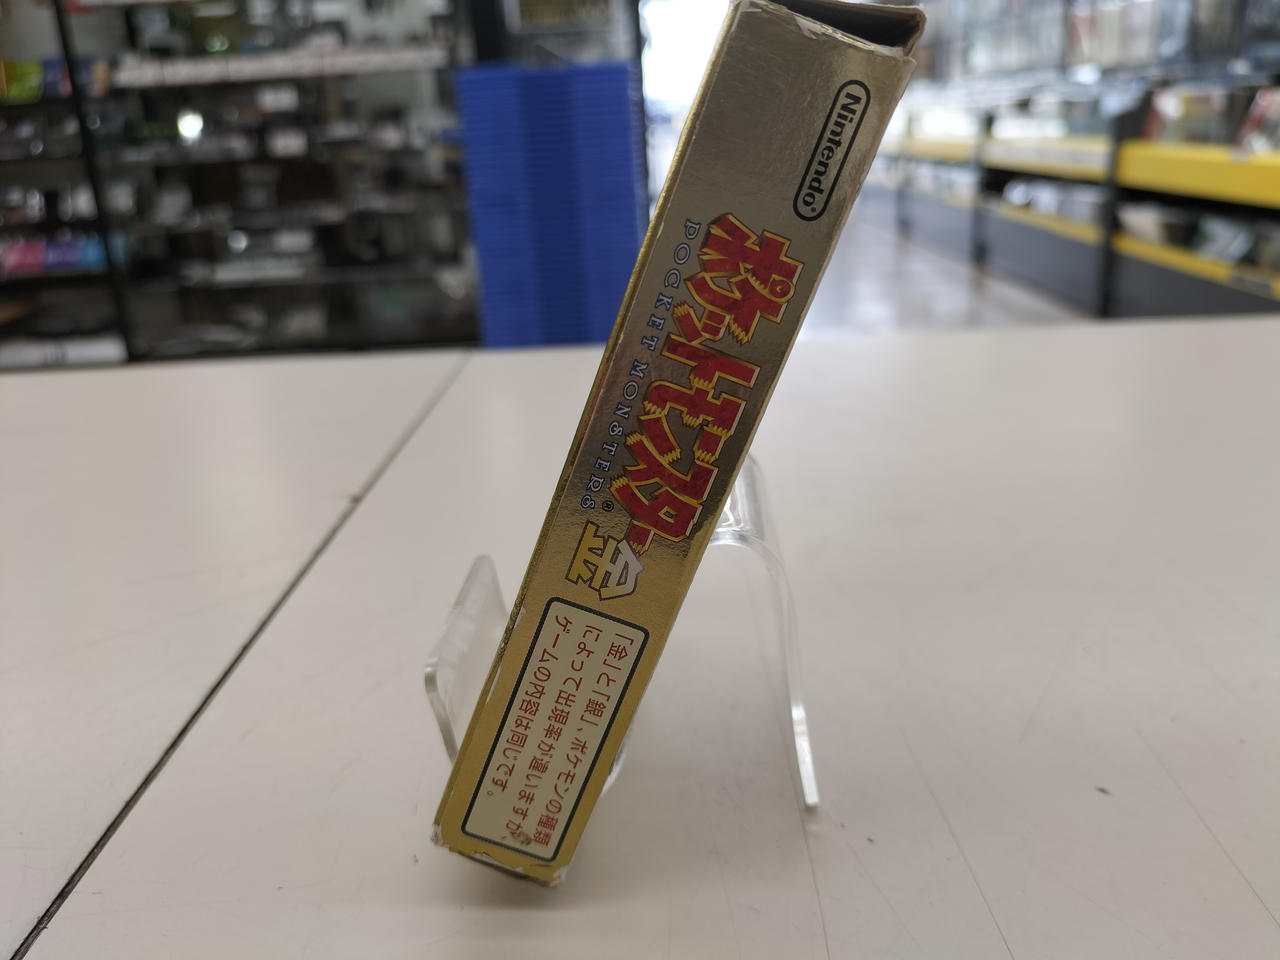 Nintendo®
ポケットモンスター
POCKET MONSTERS®
金
「金」と「銀」、ポケモンの種類
によって出現率が違いますが、
ゲームの内容は同じです。